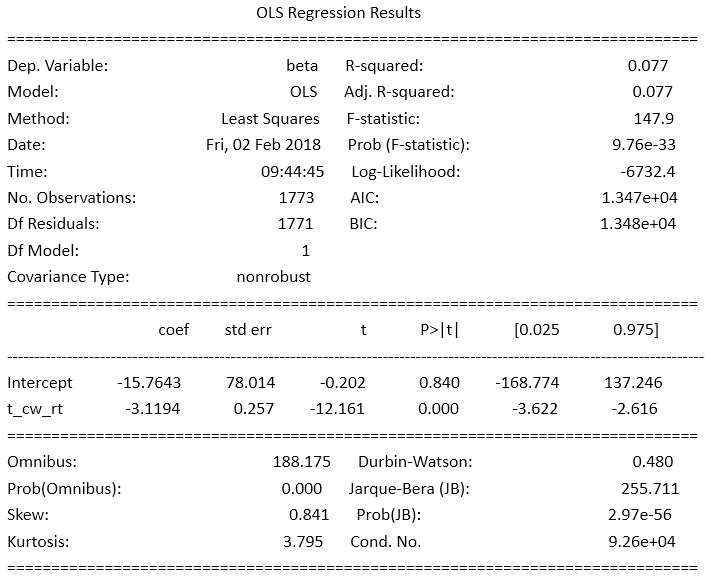 OLS Regression Results
==============================================================================
Dep. Variable: beta R-squared: 0.077
Model: OLS Adj. R-squared: 0.077
Method: Least Squares F-statistic: 147.9
Date: Fri, 02 Feb 2018 Prob (F-statistic): 9.76e-33
Time: 09:44:45 Log-Likelihood: -6732.4
No. Observations: 1773 AIC: 1.347e+04
Df Residuals: 1771 BIC: 1.348e+04
Df Model: 1
Covariance Type: nonrobust
==============================================================================
coef std err t P>|t| [0.025 0.975]
------------------------------------------------------------------------------
Intercept -15.7643 78.014 -0.202 0.840 -168.774 137.246
t_cw_rt -3.1194 0.257 -12.161 0.000 -3.622 -2.616
==============================================================================
Omnibus: 188.175 Durbin-Watson: 0.480
Prob(Omnibus): 0.000 Jarque-Bera (JB): 255.711
Skew: 0.841 Prob(JB): 2.97e-56
Kurtosis: 3.795 Cond. No. 9.26e+04
==============================================================================